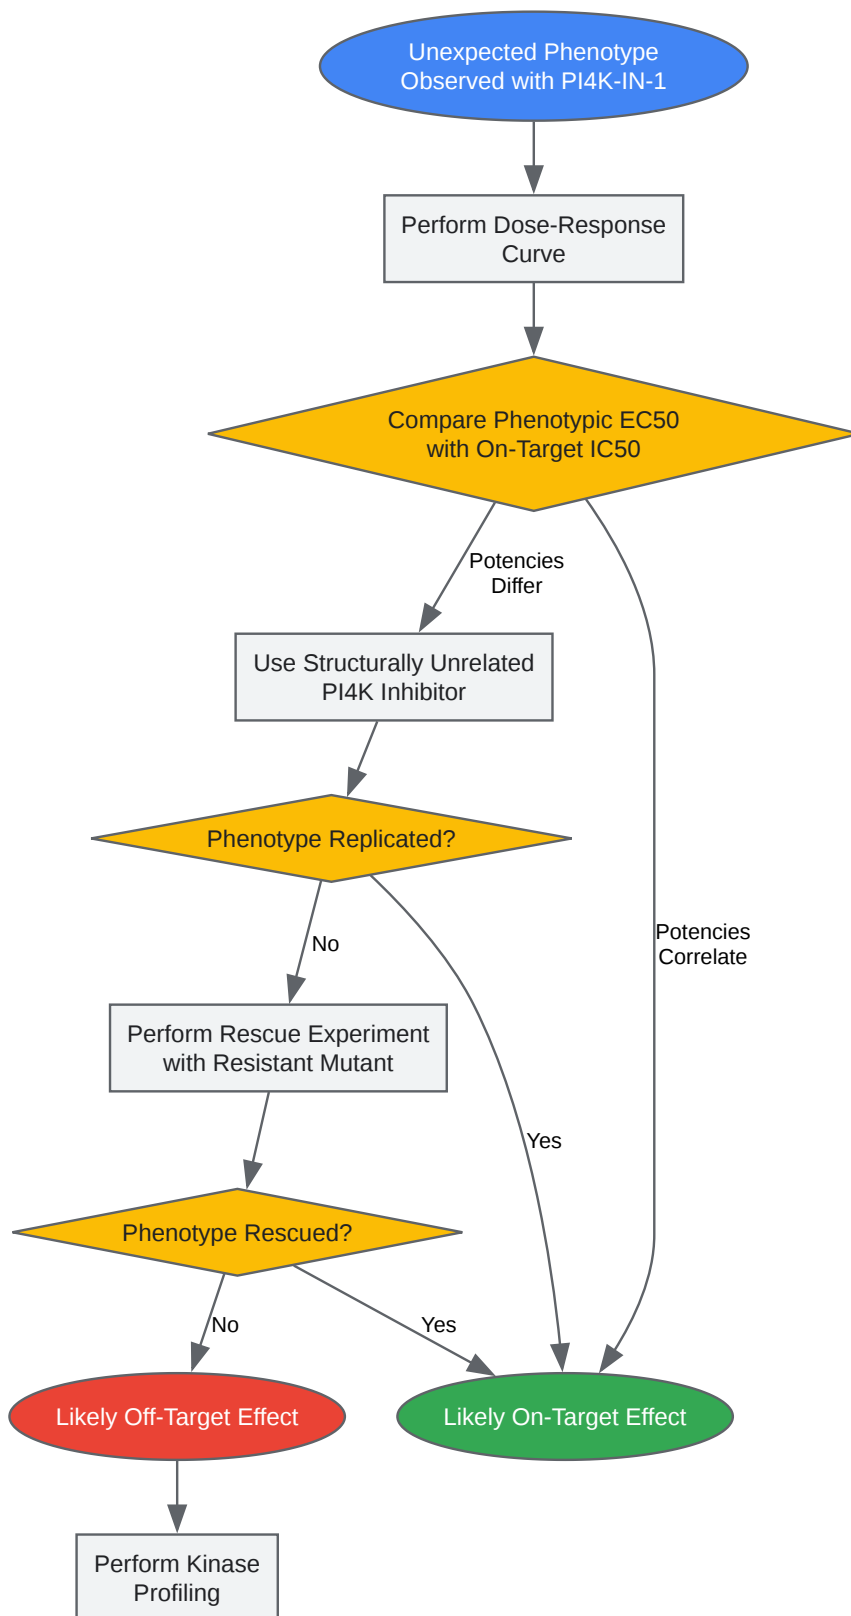 Unexpected Phenotype
Observed with PI4K-IN-1
Perform Dose-Response
Curve
Compare Phenotypic EC50
with On-Target IC50
Potencies
Differ
Use Structurally Unrelated
PI4K Inhibitor
Phenotype Replicated?
Potencies
Correlate
No
Perform Rescue Experiment
with Resistant Mutant
Yes
Phenotype Rescued?
No
Yes
Likely Off-Target Effect
Likely On-Target Effect
Perform Kinase
Profiling